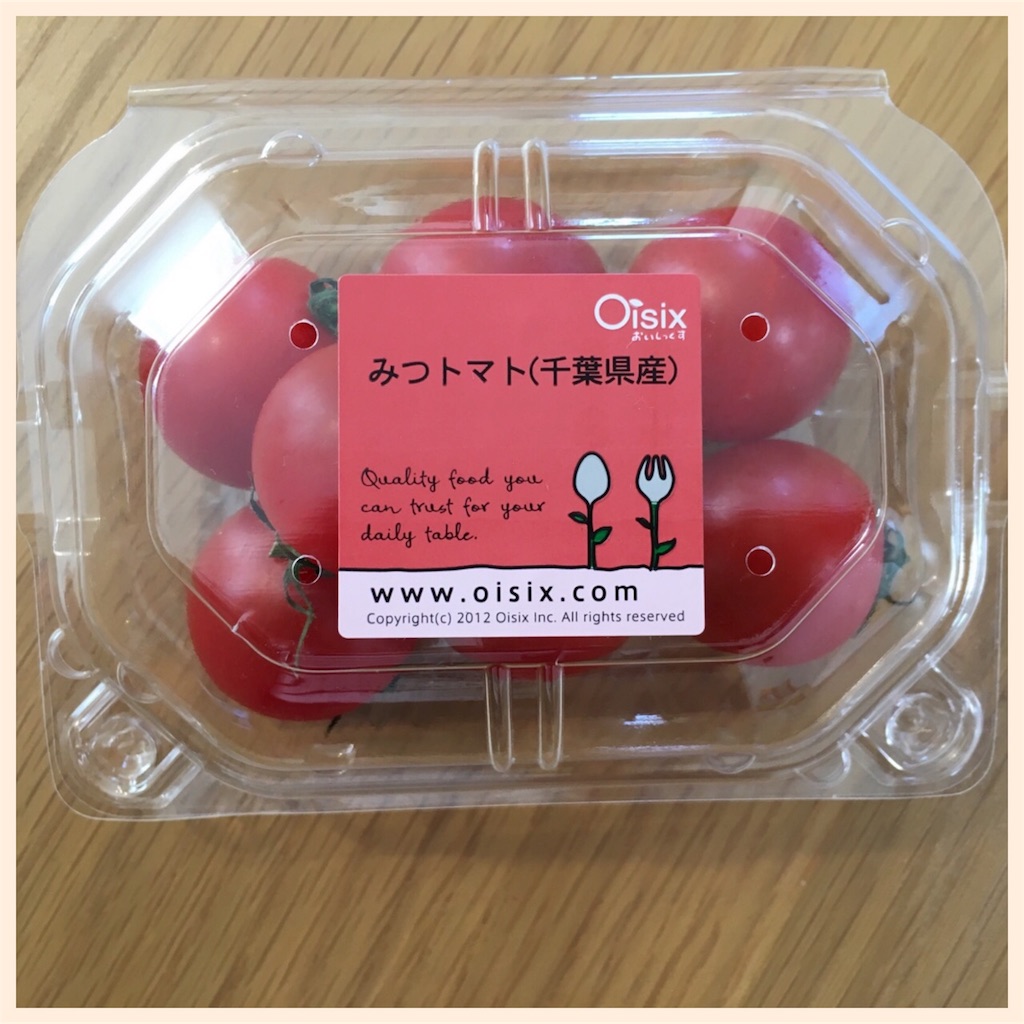 Oisix
おいしっくす
みつトマト(千葉県産)
Quality food you
can trust for your
daily table.
www.oisix.com
Copyright(c) 2012 Oisix Inc. All rights reserved